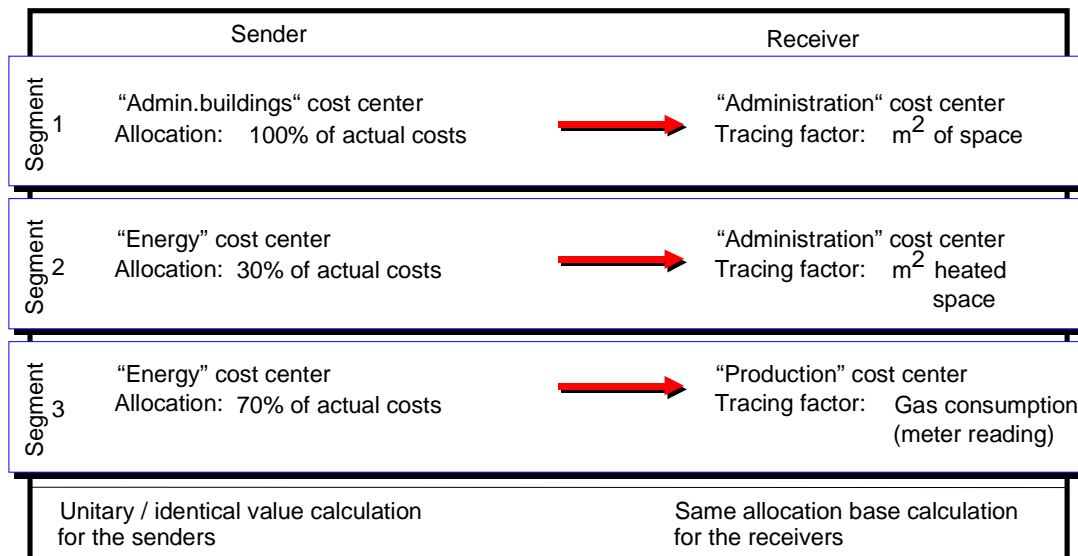 Sender
Receiver
Segment 1
“Admin.buildings“ cost center
Allocation: 100% of actual costs
“Administration“ cost center
Tracing factor: m2 of space
Segment 2
“Energy” cost center
Allocation: 30% of actual costs
“Administration” cost center
Tracing factor: m2 heated
space
Segment 3
“Energy” cost center
Allocation: 70% of actual costs
“Production” cost center
Tracing factor: Gas consumption
(meter reading)
Unitary / identical value calculation
for the senders
Same allocation base calculation
for the receivers